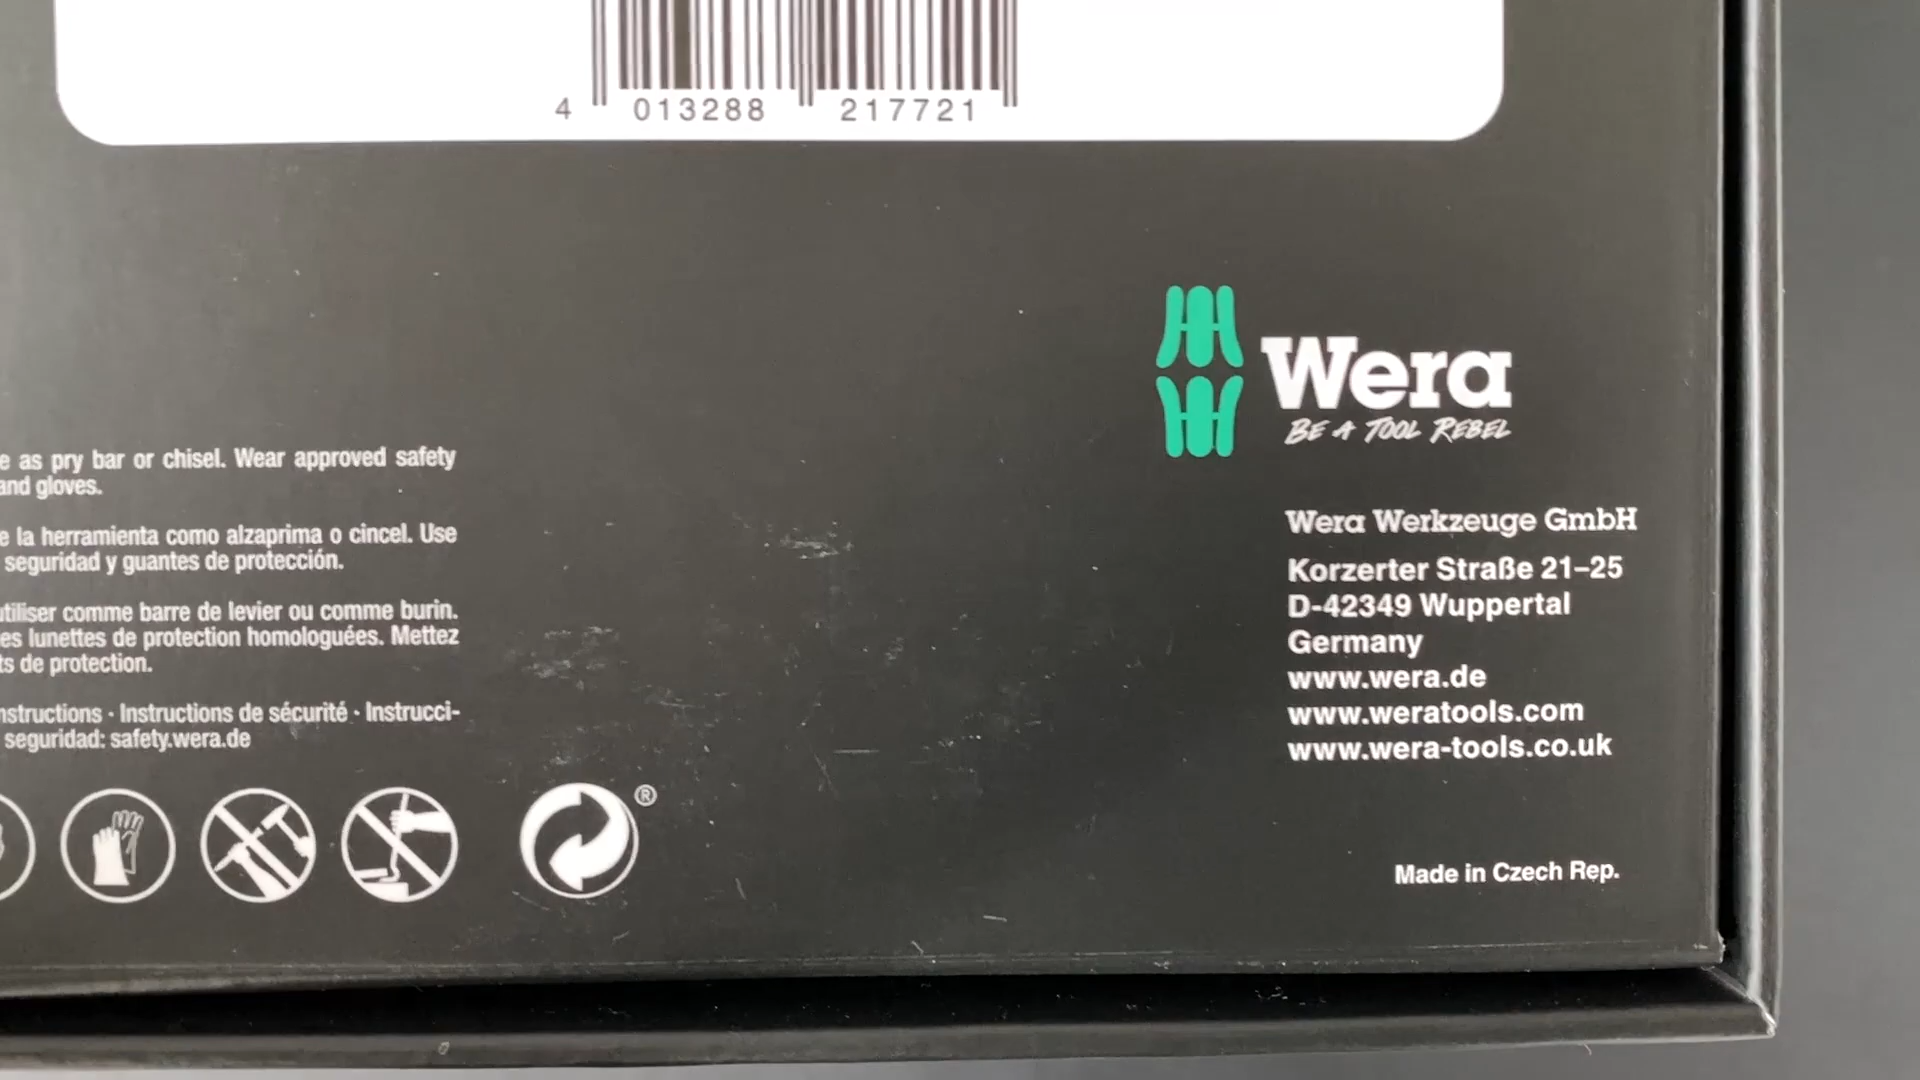 4 013288 217721
Wera
BE A TOOL REBEL
e as pry bar or chisel. Wear approved safety
and gloves.
e la herramienta como alzaprima o cincel. Use
seguridad y guantes de protección.
utiliser comme barre de levier ou comme burin.
es lunettes de protection homologuées. Mettez
ts de protection.
nstructions · Instructions de sécurité · Instrucci-
seguridad: safety.wera.de
®
Wera Werkzeuge GmbH
Korzerter Straße 21–25
D-42349 Wuppertal
Germany
www.wera.de
www.weratools.com
www.wera-tools.co.uk
Made in Czech Rep.